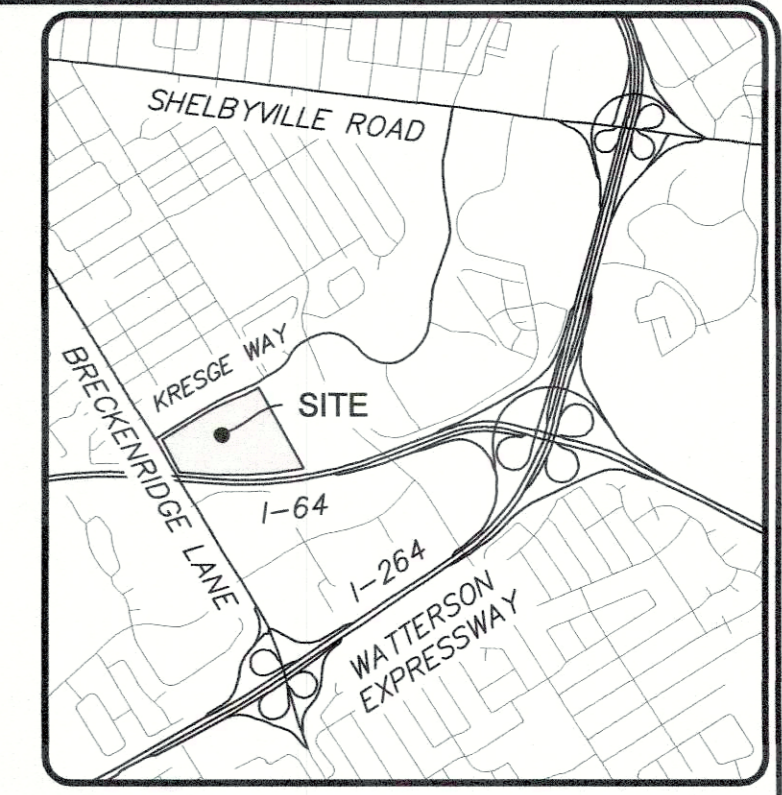 SHELBYVILLE ROAD
KRESGE WAY
SITE
BRECKENRIDGE LANE
I-64
I-264
WATTERSON
EXPRESSWAY